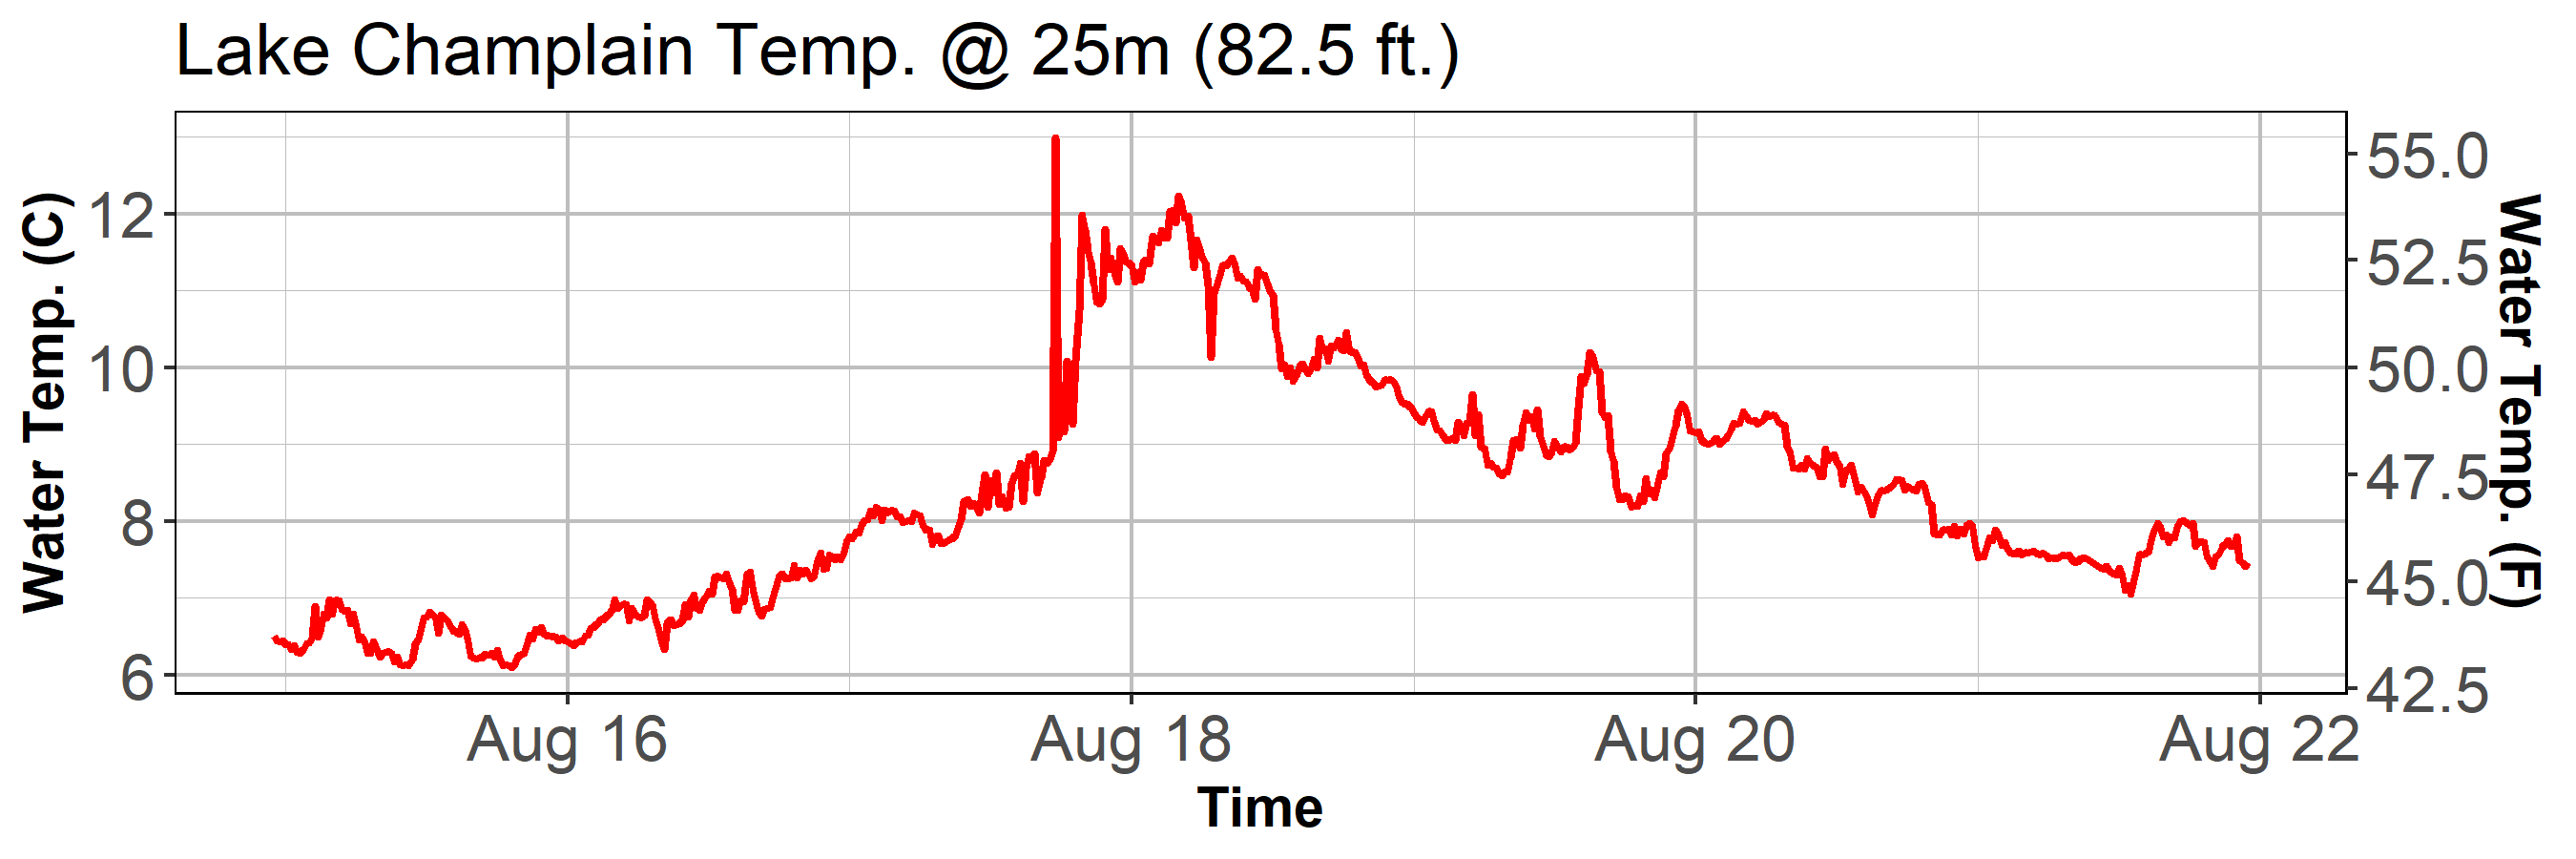 Lake Champlain Temp. @ 25m (82.5 ft.)
Water Temp. (C)
12
10
8
6
55.0
52.5
50.0
47.5
45.0
42.5
Water Temp. (F)
Aug 16
Aug 18
Aug 20
Aug 22
Time